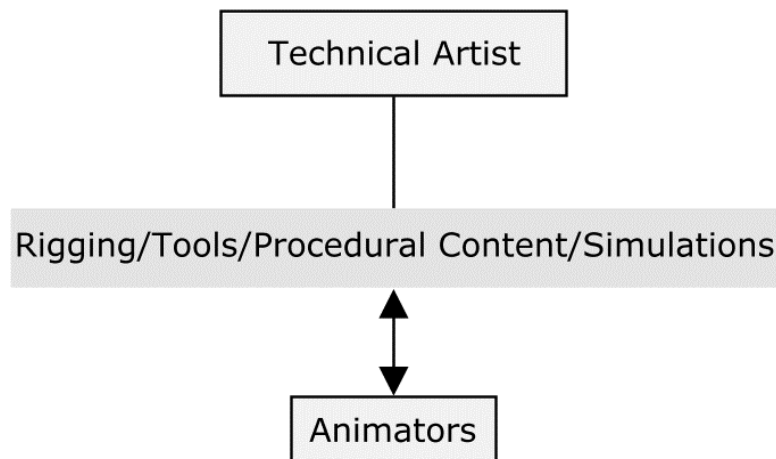 Technical Artist
Rigging/Tools/Procedural Content/Simulations
Animators